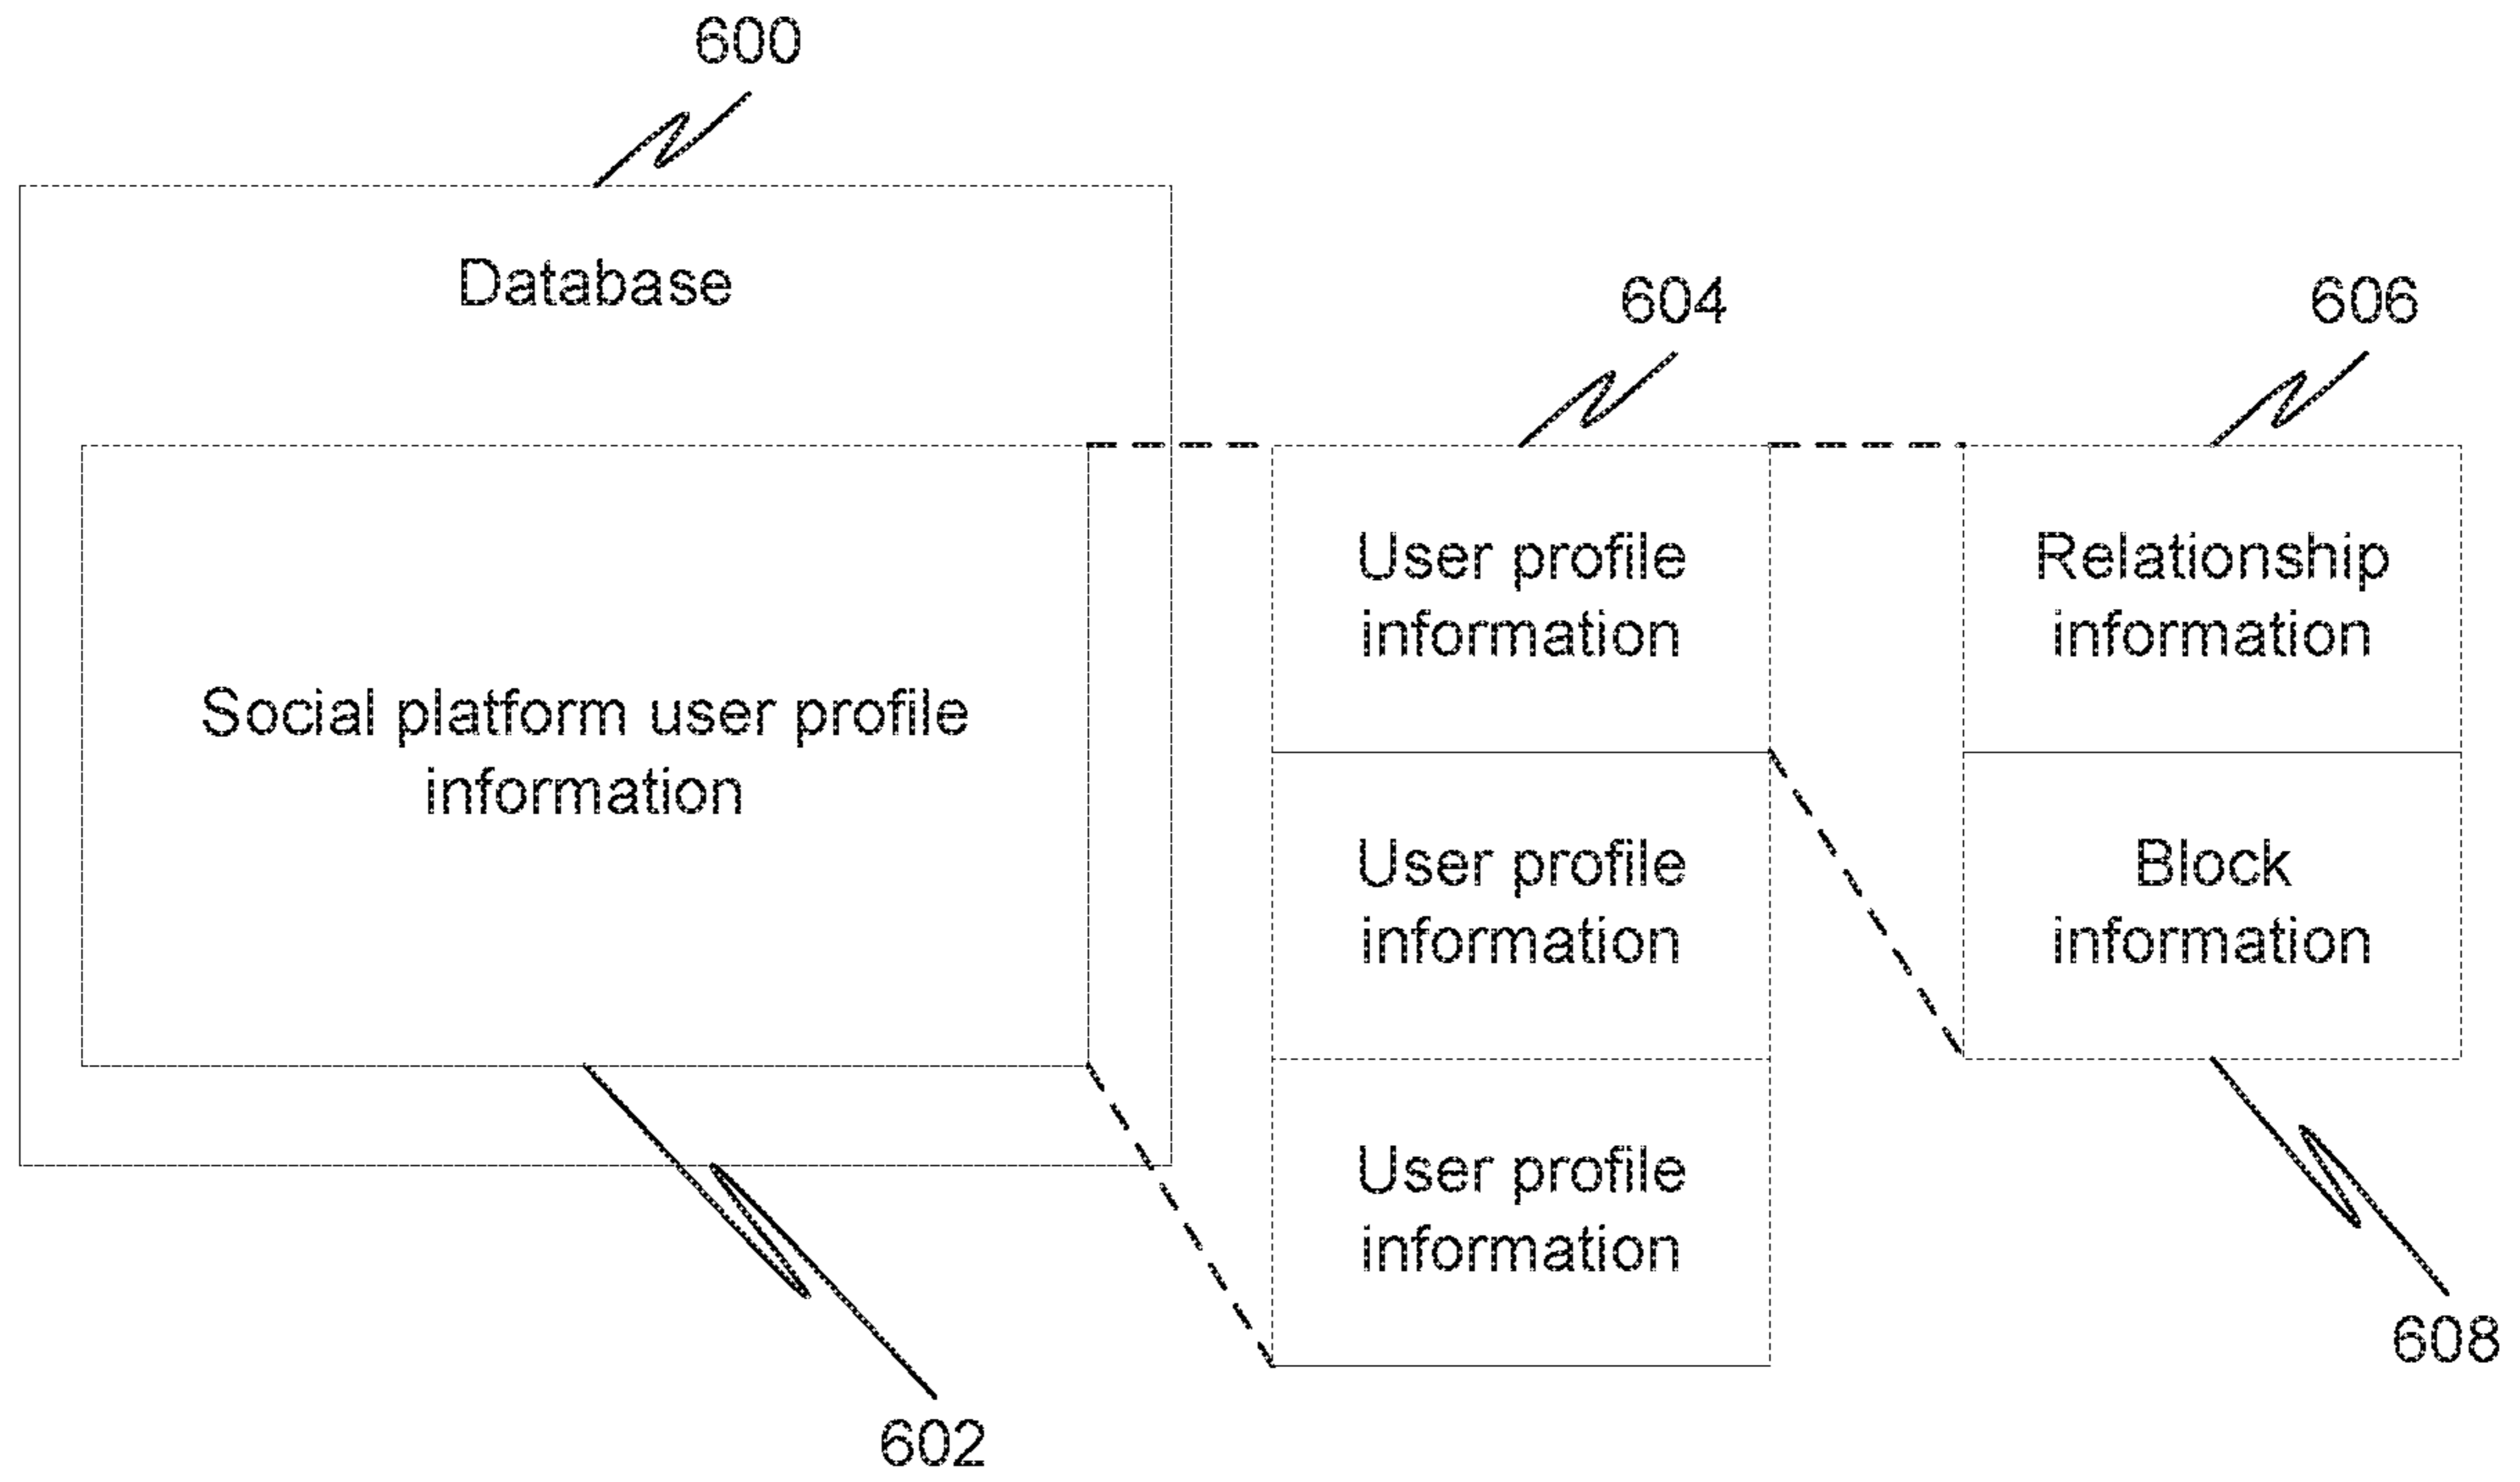 600
Database
604
606
Social platform user profile
information
User profile
information
User profile
information
User profile
information
Relationship
information
Block
information
602
608